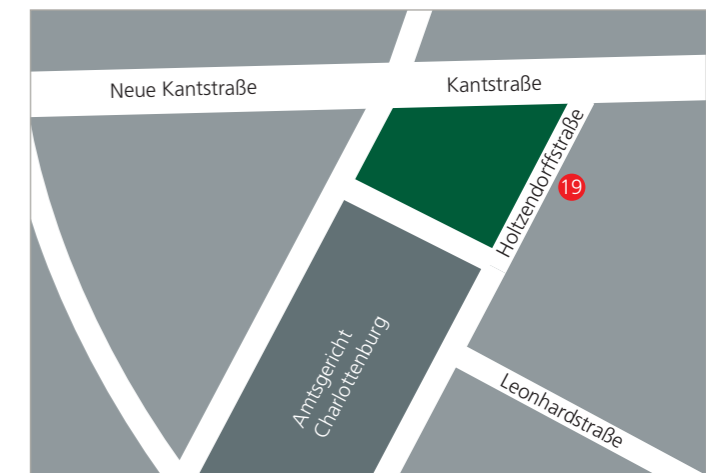 Neue Kantstraße
Kantstraße
Holtzendorffstraße
19
Amtsgericht
Charlottenburg
Leonhardstraße